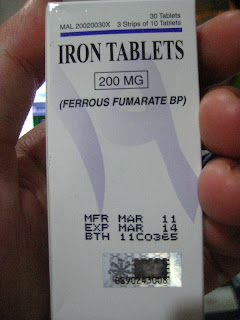 30 Tablets
MAL 20020030X 3 Strips of 10 Tablets
IRON TABLETS
200 MG
(FERROUS FUMARATE BP)
MFR MAR 11
EXP MAR 14
BTH 11C0365